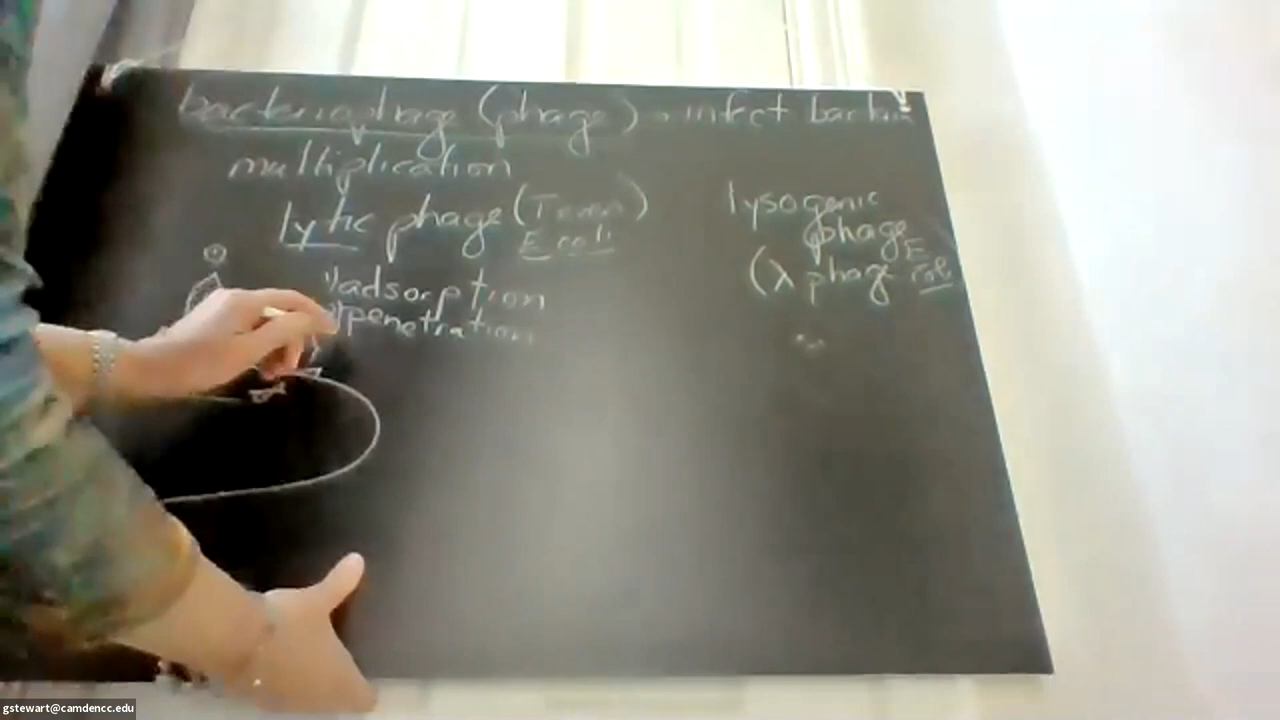 bacteriophage (phage) → infect bacteria
multiplication
lytic phage (T even)
E coli
lysogenic
phage
(λ phage E
coli
①
1) adsorption
2) penetration
gstewart@camdencc.edu